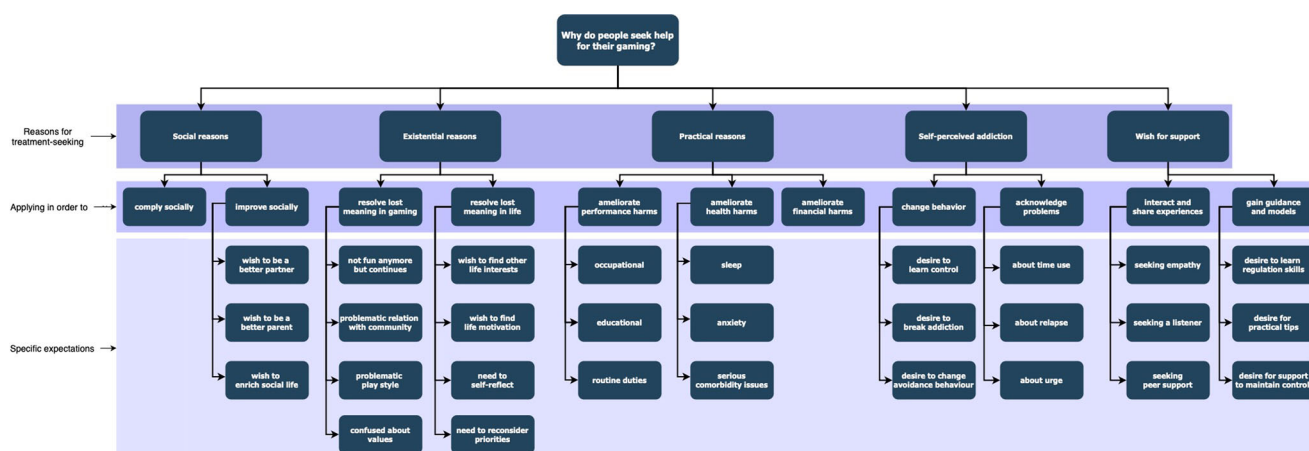 Why do people seek help
for their gaming?
Reasons for
treatment-seeking
Social reasons
Existential reasons
Practical reasons
Self-perceived addiction
Wish for support
Applying in order to
comply socially
improve socially
resolve lost
meaning in gaming
resolve lost
meaning in life
ameliorate
performance harms
ameliorate
health harms
ameliorate
financial harms
change behavior
acknowledge
problems
interact and
share experiences
gain guidance
and models
Specific expectations
wish to be a
better partner
wish to be a
better parent
wish to
enrich social life
not fun anymore
but continues
problematic relation
with community
problematic
play style
confused about
values
wish to find other
life interests
wish to find
life motivation
need to
self-reflect
need to reconsider
priorities
occupational
educational
routine duties
sleep
anxiety
serious
comorbidity issues
desire to
learn control
desire to
break addiction
desire to change
avoidance behaviour
about time use
about relapse
about urge
seeking empathy
seeking a listener
seeking
peer support
desire to learn
regulation skills
desire for
practical tips
desire for support
to maintain control